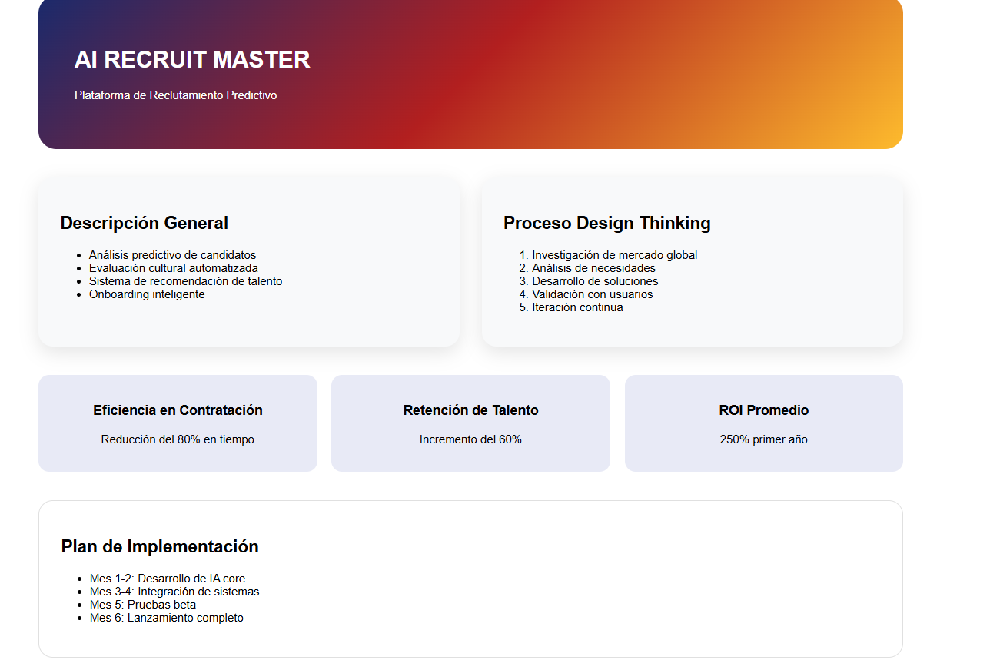 AI RECRUIT MASTER
Plataforma de Reclutamiento Predictivo
Descripción General
• Análisis predictivo de candidatos
• Evaluación cultural automatizada
• Sistema de recomendación de talento
• Onboarding inteligente
Proceso Design Thinking
1. Investigación de mercado global
2. Análisis de necesidades
3. Desarrollo de soluciones
4. Validación con usuarios
5. Iteración continua
Eficiencia en Contratación
Reducción del 80% en tiempo
Retención de Talento
Incremento del 60%
ROI Promedio
250% primer año
Plan de Implementación
• Mes 1-2: Desarrollo de IA core
• Mes 3-4: Integración de sistemas
• Mes 5: Pruebas beta
• Mes 6: Lanzamiento completo